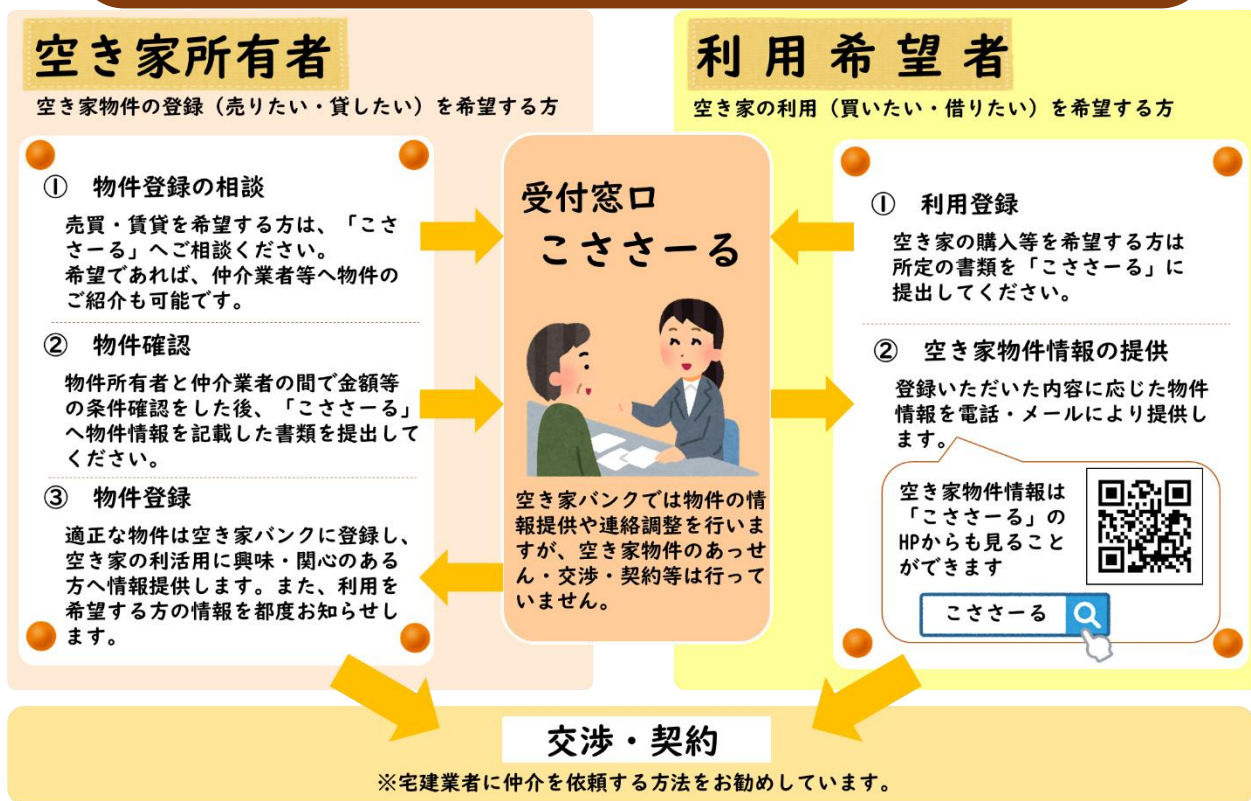 空き家所有者
空き家物件の登録(売りたい・貸したい)を希望する方
① 物件登録の相談
売買・賃貸を希望する方は、「こさ
さーる」へご相談ください。
希望であれば、仲介業者等へ物件の
ご紹介も可能です。
② 物件確認
物件所有者と仲介業者の間で金額等
の条件確認をした後、「こささーる」
へ物件情報を記載した書類を提出して
ください。
③ 物件登録
適正な物件は空き家バンクに登録し、
空き家の利活用に興味・関心のある
方へ情報提供します。また、利用を
希望する方の情報を都度お知らせし
ます。
受付窓口
こささーる
空き家バンクでは物件の情
報提供や連絡調整を行いま
すが、空き家物件のあっせ
ん・交渉・契約等は行って
いません。
利用希望者
空き家の利用(買いたい・借りたい)を希望する方
① 利用登録
空き家の購入等を希望する方は
所定の書類を「こささーる」に
提出してください。
② 空き家物件情報の提供
登録いただいた内容に応じた物件
情報を電話・メールにより提供し
ます。
空き家物件情報は
「こささーる」の
HPからも見ること
ができます
こささーる
交渉・契約
※宅建業者に仲介を依頼する方法をお勧めしています。